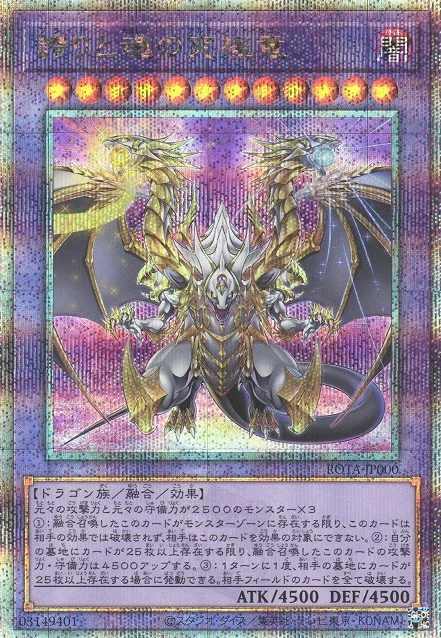 誇りと魂の究極竜
闇
ROTA-JP000
【ドラゴン族/融合/効果】
元々の攻撃力と元々の守備力が2500のモンスター×3
①:融合召喚したこのカードがモンスターゾーンに存在する限り、このカードは
相手の効果では破壊されず、相手はこのカードを効果の対象にできない。②:自分
の墓地にカードが25枚以上存在する限り、融合召喚したこのカードの攻撃
力・守備力は4500アップする。③:1ターンに1度、相手の墓地にカードが
25枚以上存在する場合に発動できる。相手フィールドのカードを全て破壊する。
ATK/4500 DEF/4500
03149401
©スタジオ・ダイス/集英社・テレビ東京・KONAMI